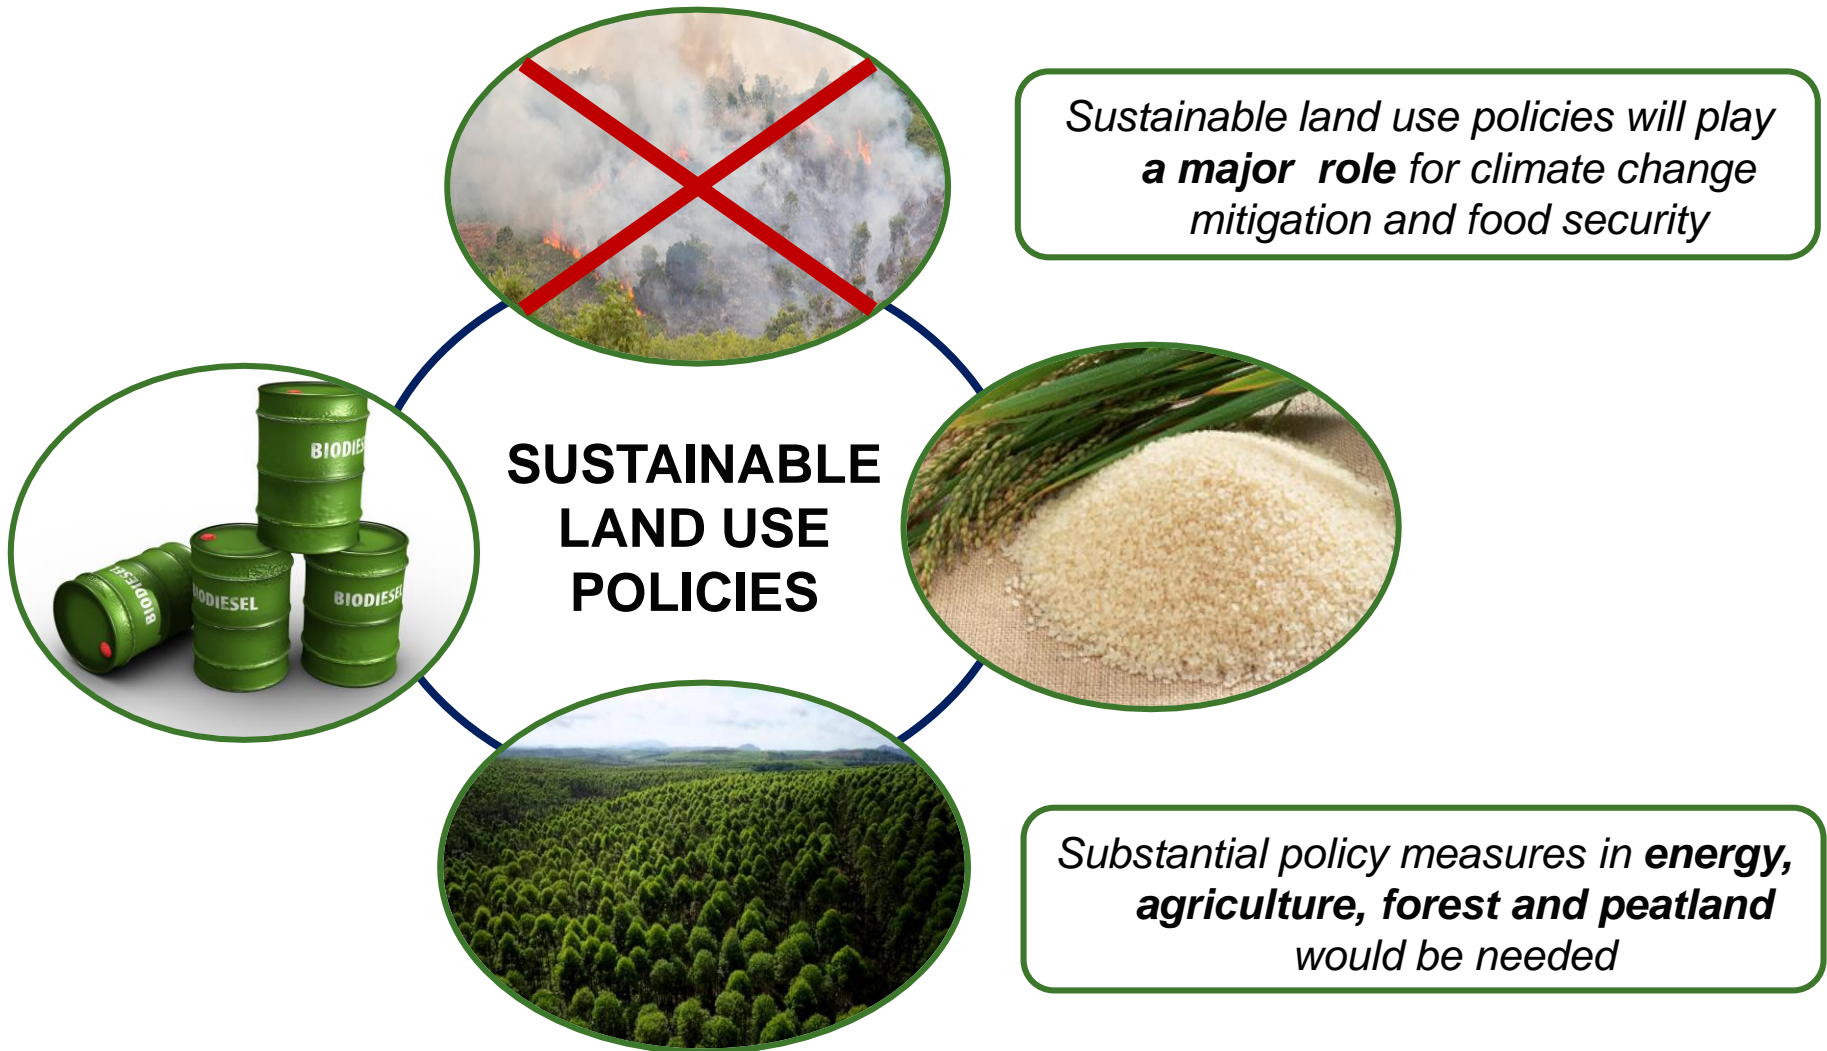 Sustainable land use policies will play
a major role for climate change
mitigation and food security
SUSTAINABLE
LAND USE
POLICIES
BIODIES
BIODIESEL
IODIESEL
BIODIESEL
Substantial policy measures in energy,
agriculture, forest and peatland
would be needed